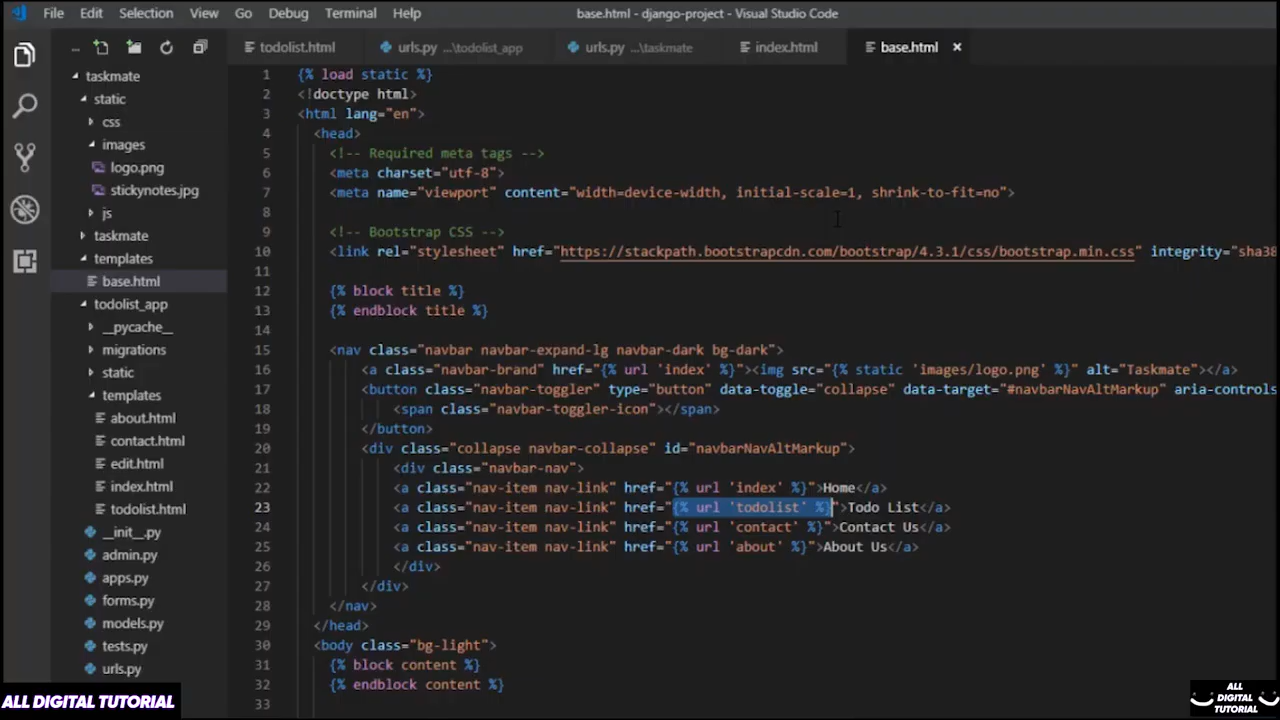 File Edit Selection View Go Debug Terminal Help base.html - django-project - Visual Studio Code
... todolist.html urls.py ...\todolist_app urls.py ...\taskmate index.html base.html
taskmate
static
css
images
logo.png
stickynotes.jpg
js
taskmate
templates
base.html
todolist_app
__pycache__
migrations
static
templates
about.html
contact.html
edit.html
index.html
todolist.html
__init__.py
admin.py
apps.py
forms.py
models.py
tests.py
urls.py
1 {% load static %}
2 <!doctype html>
3 <html lang="en">
4 <head>
5 <!-- Required meta tags -->
6 <meta charset="utf-8">
7 <meta name="viewport" content="width=device-width, initial-scale=1, shrink-to-fit=no">
8
9 <!-- Bootstrap CSS -->
10 <link rel="stylesheet" href="https://stackpath.bootstrapcdn.com/bootstrap/4.3.1/css/bootstrap.min.css" integrity="sha38
11
12 {% block title %}
13 {% endblock title %}
14
15 <nav class="navbar navbar-expand-lg navbar-dark bg-dark">
16 <a class="navbar-brand" href="{% url 'index' %}"><img src="{% static 'images/logo.png' %}" alt="Taskmate"></a>
17 <button class="navbar-toggler" type="button" data-toggle="collapse" data-target="#navbarNavAltMarkup" aria-controls
18 <span class="navbar-toggler-icon"></span>
19 </button>
20 <div class="collapse navbar-collapse" id="navbarNavAltMarkup">
21 <div class="navbar-nav">
22 <a class="nav-item nav-link" href="{% url 'index' %}">Home</a>
23 <a class="nav-item nav-link" href="{% url 'todolist' %}">Todo List</a>
24 <a class="nav-item nav-link" href="{% url 'contact' %}">Contact Us</a>
25 <a class="nav-item nav-link" href="{% url 'about' %}">About Us</a>
26 </div>
27 </div>
28 </nav>
29 </head>
30 <body class="bg-light">
31 {% block content %}
32 {% endblock content %}
33
ALL DIGITAL TUTORIAL
ALL
DIGITAL
TUTORIAL